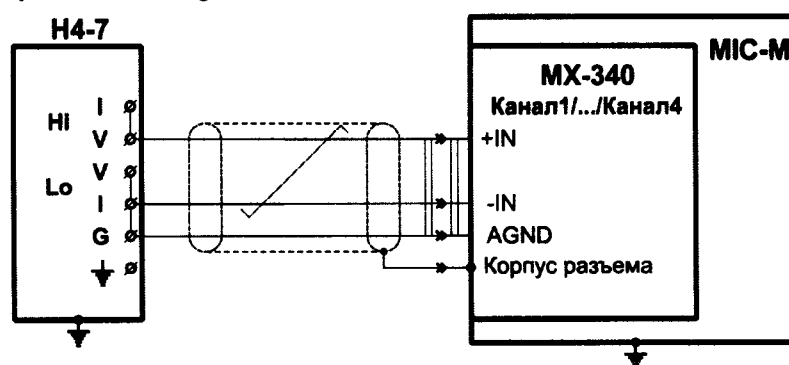 H4-7
MIC-M
MX-340
Канал1/.../Канал4
HI
I
V
Lo
V
I
G
+IN
-IN
AGND
Корпус разъема